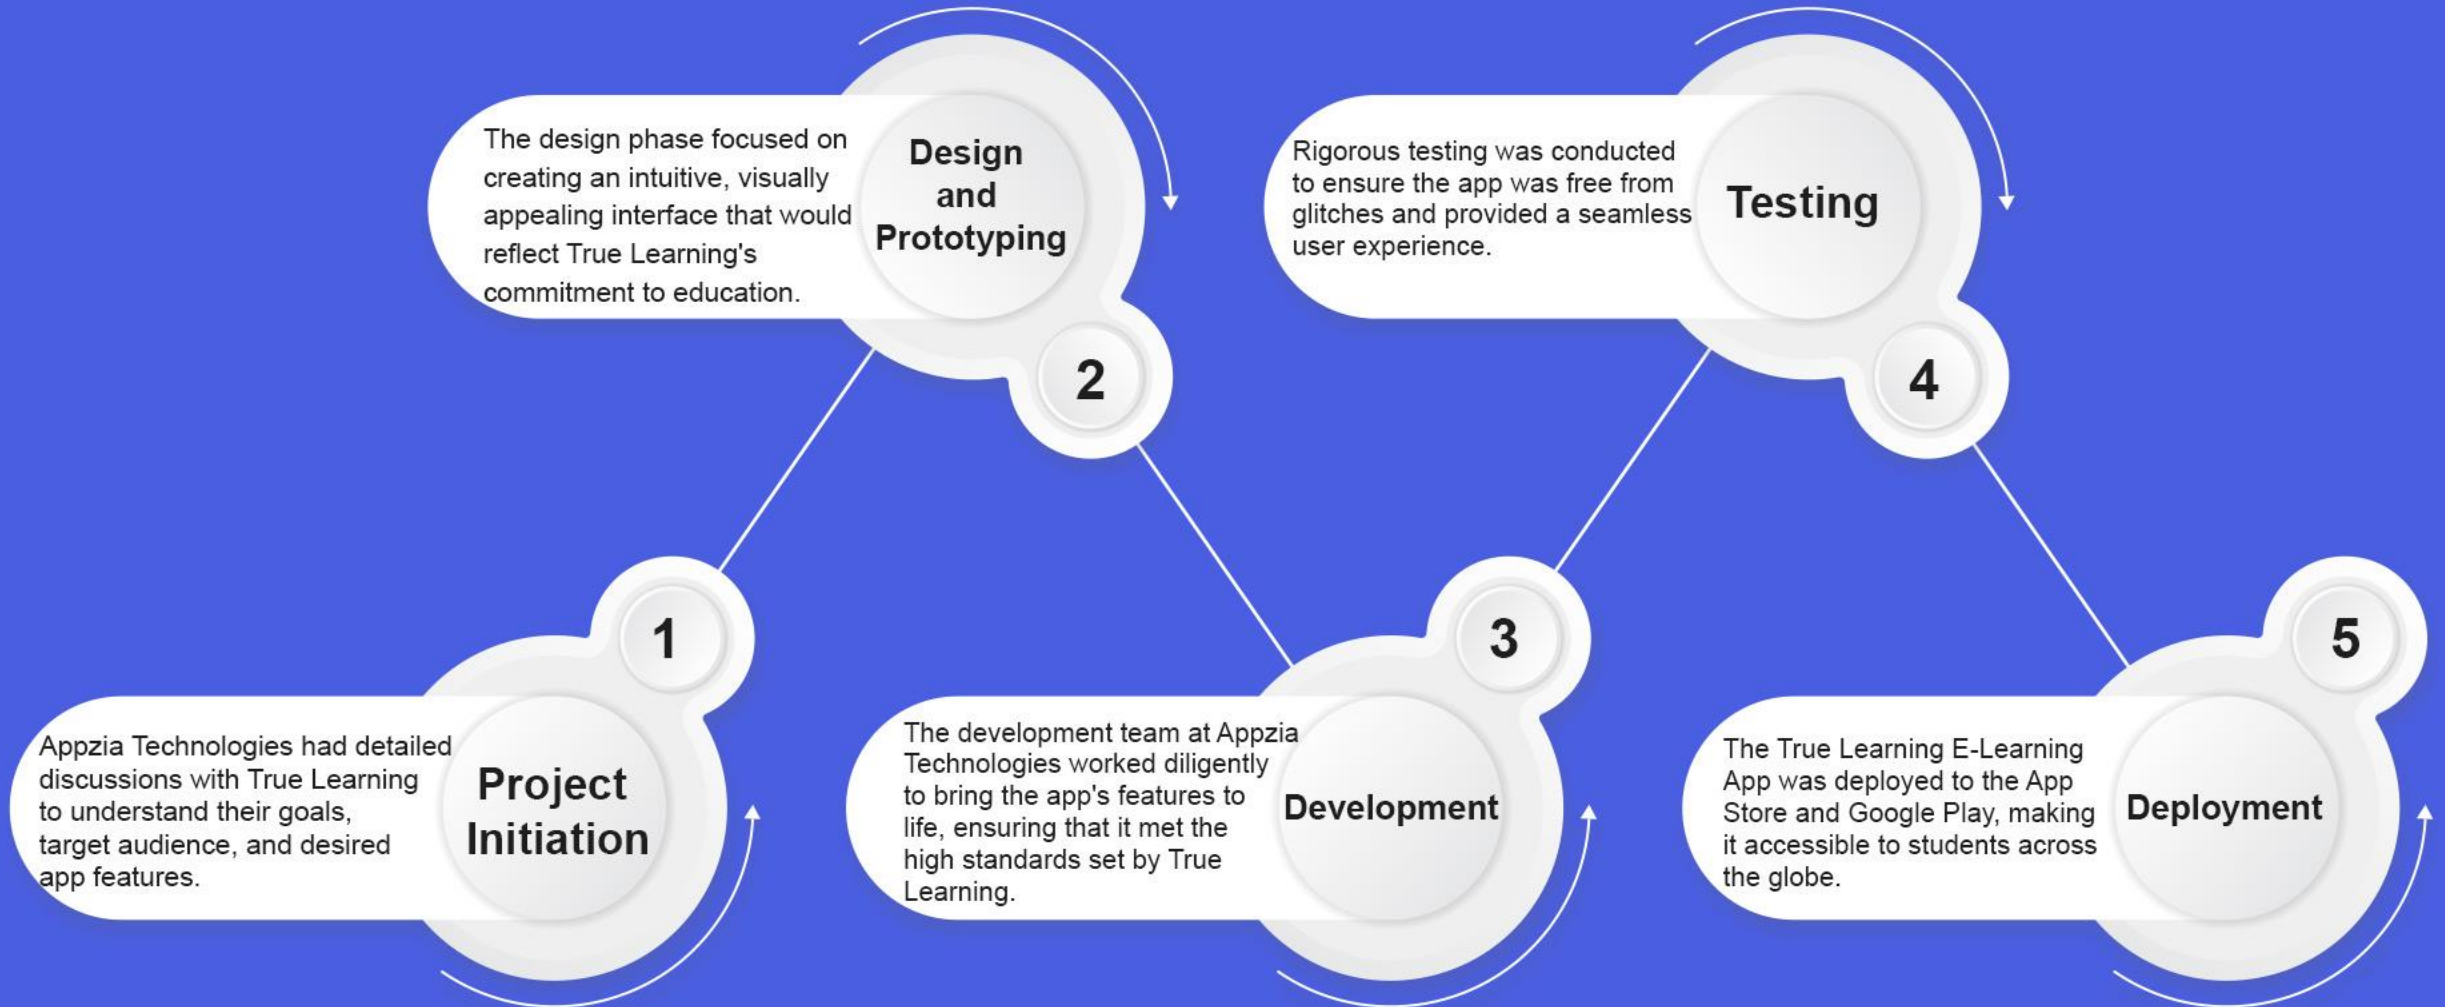 Appzia Technologies had detailed
discussions with True Learning
to understand their goals,
target audience, and desired
app features.
Project
Initiation
1
The design phase focused on
creating an intuitive, visually
appealing interface that would
reflect True Learning's
commitment to education.
Design
and
Prototyping
2
The development team at Appzia
Technologies worked diligently
to bring the app's features to
life, ensuring that it met the
high standards set by True
Learning.
Development
3
Rigorous testing was conducted
to ensure the app was free from
glitches and provided a seamless
user experience.
Testing
4
The True Learning E-Learning
App was deployed to the App
Store and Google Play, making
it accessible to students across
the globe.
Deployment
5